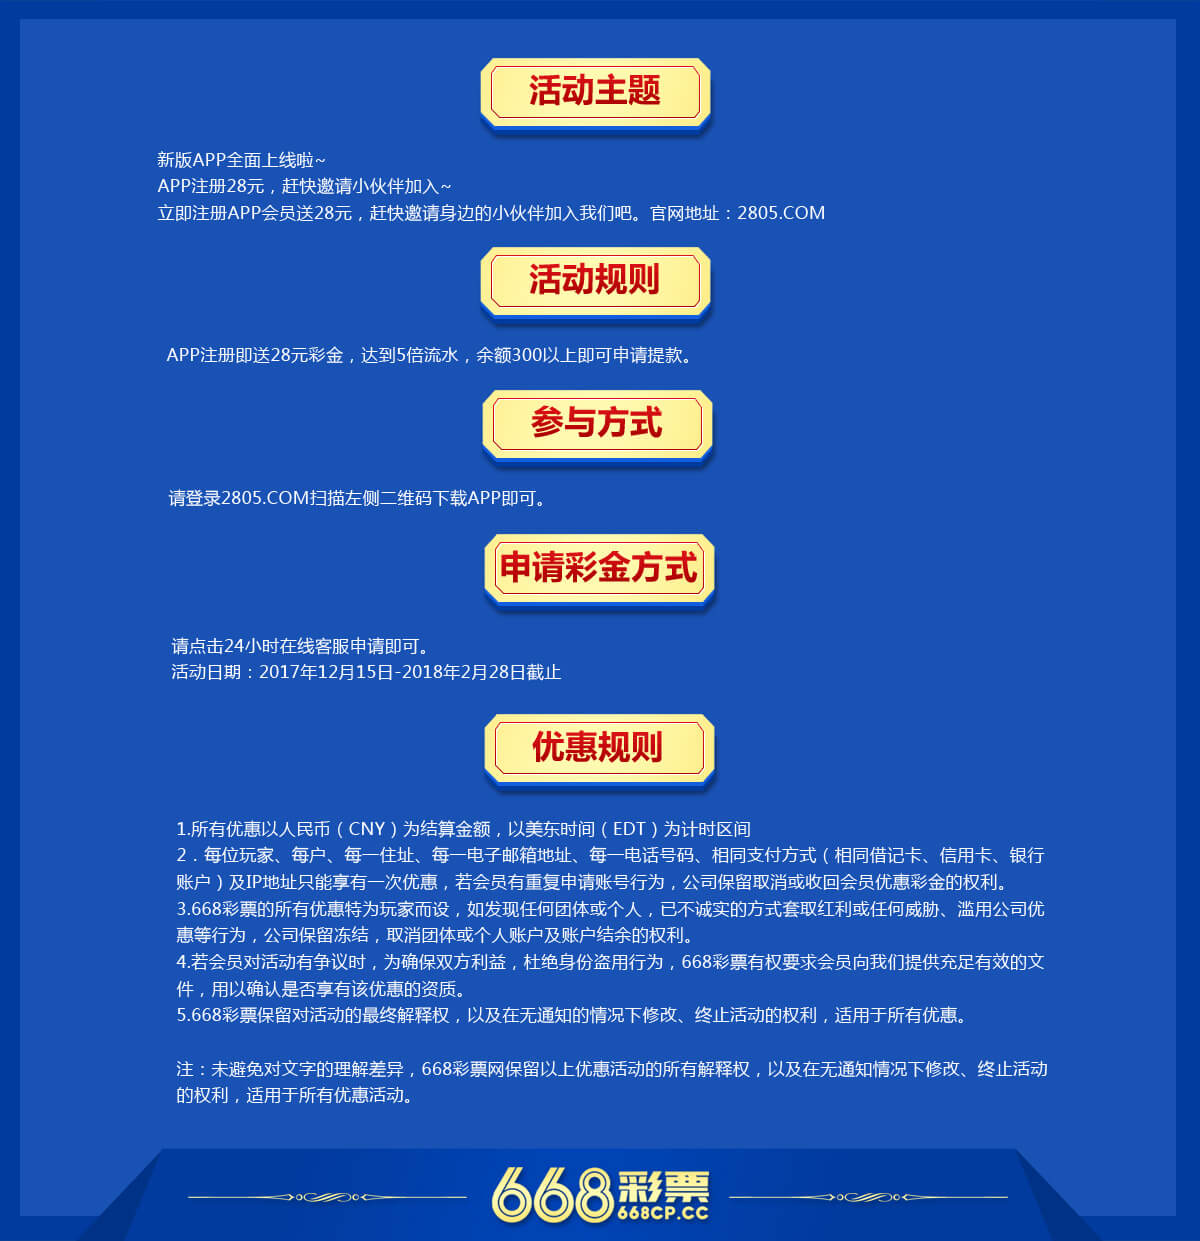 活动主题
新版APP全面上线啦~
APP注册28元，赶快邀请小伙伴加入~
立即注册APP会员送28元，赶快邀请身边的小伙伴加入我们吧。官网地址：2805.COM
活动规则
APP注册即送28元彩金，达到5倍流水，余额300以上即可申请提款。
参与方式
请登录2805.COM扫描左侧二维码下载APP即可。
申请彩金方式
请点击24小时在线客服申请即可。
活动日期：2017年12月15日-2018年2月28日截止
优惠规则
1.所有优惠以人民币（CNY）为结算金额，以美东时间（EDT）为计时区间
2．每位玩家、每户、每一住址、每一电子邮箱地址、每一电话号码、相同支付方式（相同借记卡、信用卡、银行
账户）及IP地址只能享有一次优惠，若会员有重复申请账号行为，公司保留取消或收回会员优惠彩金的权利。
3.668彩票的所有优惠特为玩家而设，如发现任何团体或个人，已不诚实的方式套取红利或任何威胁、滥用公司优
惠等行为，公司保留冻结，取消团体或个人账户及账户结余的权利。
4.若会员对活动有争议时，为确保双方利益，杜绝身份盗用行为，668彩票有权要求会员向我们提供充足有效的文
件，用以确认是否享有该优惠的资质。
5.668彩票保留对活动的最终解释权，以及在无通知的情况下修改、终止活动的权利，适用于所有优惠。
注：未避免对文字的理解差异，668彩票网保留以上优惠活动的所有解释权，以及在无通知情况下修改、终止活动
的权利，适用于所有优惠活动。
668彩票
668CP.CC